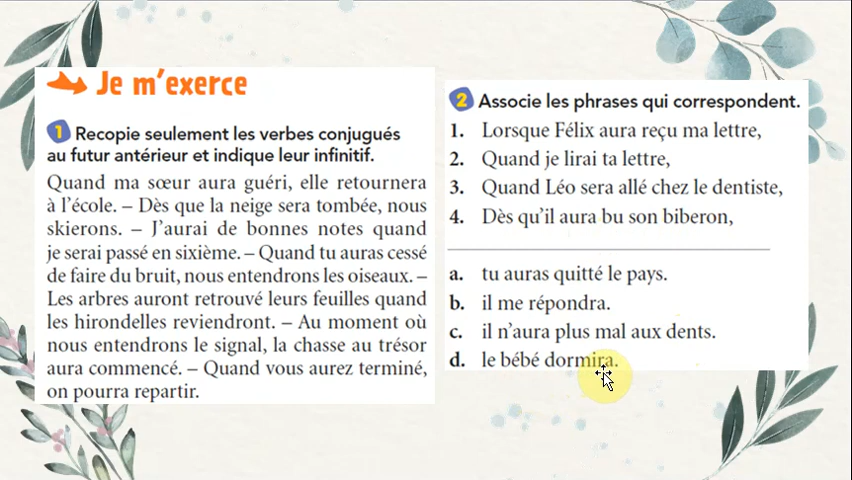 Je m'exerce
1 Recopie seulement les verbes conjugués
au futur antérieur et indique leur infinitif.
Quand ma sœur aura guéri, elle retournera
à l'école. – Dès que la neige sera tombée, nous
skierons. – J'aurai de bonnes notes quand
je serai passé en sixième. – Quand tu auras cessé
de faire du bruit, nous entendrons les oiseaux. –
Les arbres auront retrouvé leurs feuilles quand
les hirondelles reviendront. – Au moment où
nous entendrons le signal, la chasse au trésor
aura commencé. – Quand vous aurez terminé,
on pourra repartir.
2 Associe les phrases qui correspondent.
1. Lorsque Félix aura reçu ma lettre,
2. Quand je lirai ta lettre,
3. Quand Léo sera allé chez le dentiste,
4. Dès qu'il aura bu son biberon,
a. tu auras quitté le pays.
b. il me répondra.
c. il n'aura plus mal aux dents.
d. le bébé dormira.